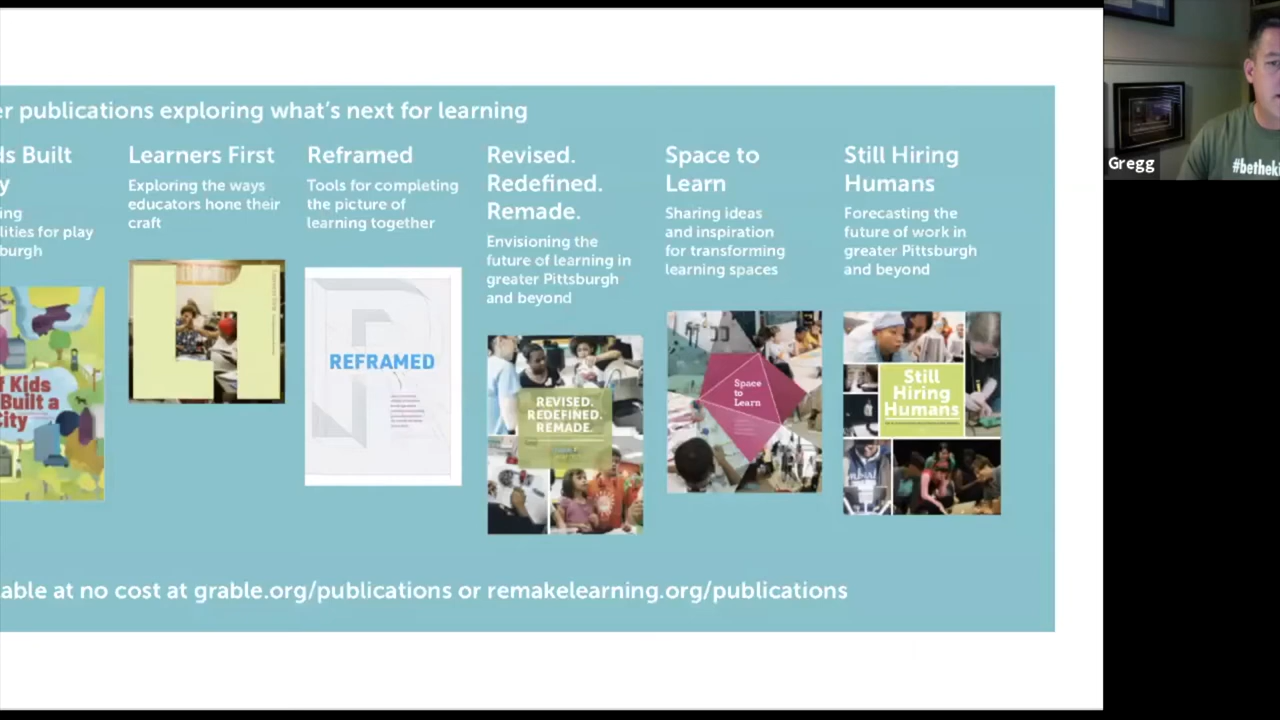 er publications exploring what's next for learning
ds Built
y
ing
lities for play
burgh
Learners First
Exploring the ways
educators hone their
craft
Reframed
Tools for completing
the picture of
learning together
Revised.
Redefined.
Remade.
Envisioning the
future of learning in
greater Pittsburgh
and beyond
Space to
Learn
Sharing ideas
and inspiration
for transforming
learning spaces
Still Hiring
Humans
Forecasting the
future of work in
greater Pittsburgh
and beyond
f Kids
Built a
City
REFRAMED
REVISED.
REDEFINED.
REMADE.
Space
to
Learn
Still
Hiring
Humans
able at no cost at grable.org/publications or remakelearning.org/publications
Gregg
#betheki